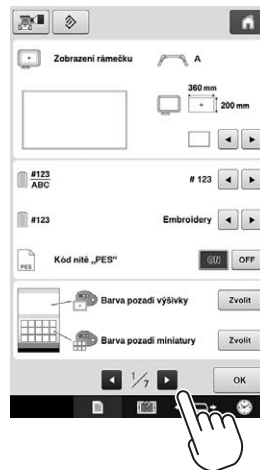 Zobrazení rámečku
A
360 mm
200 mm
#123
ABC
# 123
#123
Embroidery
PES
Kód nitě „PES"
ON
OFF
Barva pozadí výšivky
Zvolit
Barva pozadí miniatury
Zvolit
1/7
OK